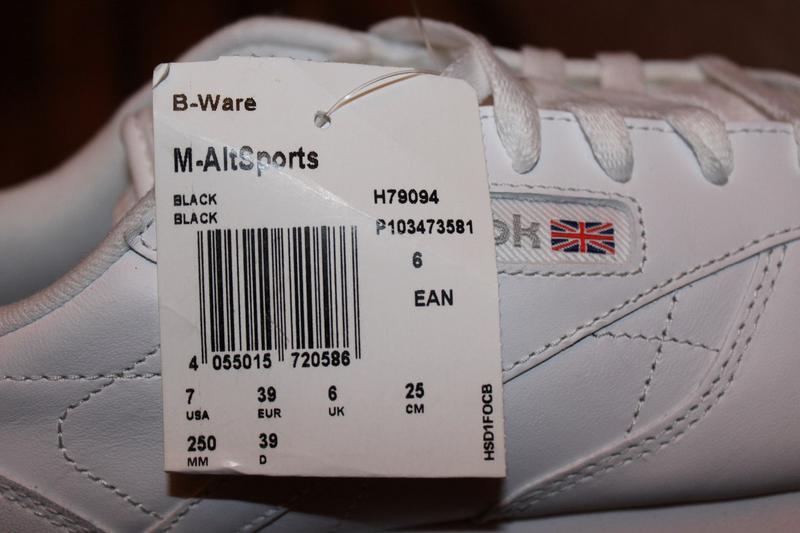 B-Ware
M-AltSports
BLACK H79094
BLACK P103473581
6
EAN
4 055015 720586
7 39 6 25
USA EUR UK CM
250 39
MM D
HSD1FOCB
ok